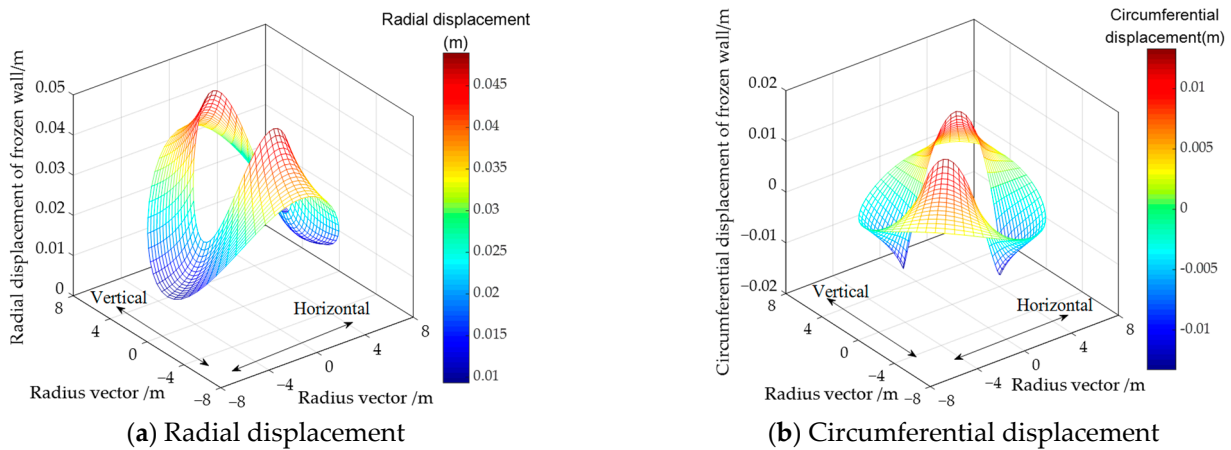 Radial displacement
(m)
Radial displacement of frozen wall/m
0.05
0.04
0.03
0.02
0.01
0
8
4
0
−4
−8
Radius vector /m
Vertical
Horizontal
−8
−4
0
4
8
Radius vector /m
0.045
0.04
0.035
0.03
0.025
0.02
0.015
0.01
(a) Radial displacement
Circumferential
displacement(m)
Circumferential displacement of frozen wall/m
0.02
0.01
0
−0.01
−0.02
8
4
0
−4
−8
Radius vector /m
Vertical
Horizontal
−8
−4
0
4
8
Radius vector /m
0.01
0.005
0
-0.005
-0.01
(b) Circumferential displacement